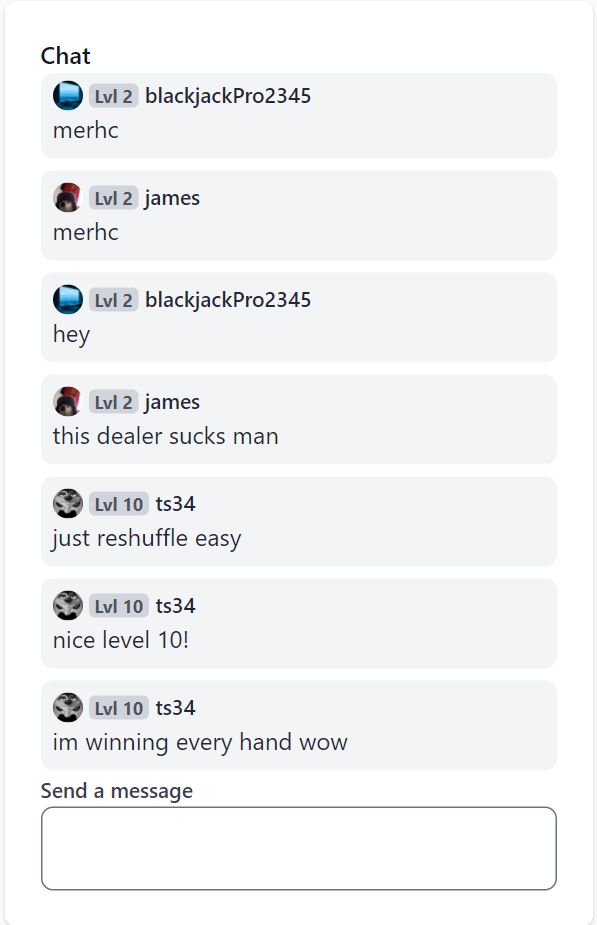 Chat
Lvl 2 blackjackPro2345
merhc
Lvl 2 james
merhc
Lvl 2 blackjackPro2345
hey
Lvl 2 james
this dealer sucks man
Lvl 10 ts34
just reshuffle easy
Lvl 10 ts34
nice level 10!
Lvl 10 ts34
im winning every hand wow
Send a message